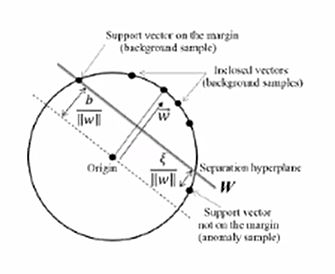 Support vector on the margin
(background sample)
Inclosed vectors
(background samples)
b
||w||
w
Origin
ξ
||w||
Separation hyperplane
W
Support vector
not on the margin
(anomaly sample)